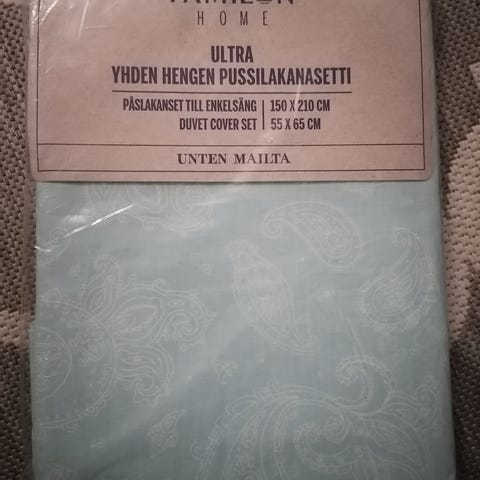 HOME
ULTRA
YHDEN HENGEN PUSSILAKANASETTI
PÅSLAKANSET TILL ENKELSÄNG | 150 X 210 CM
DUVET COVER SET | 55 X 65 CM
UNTEN MAILTA